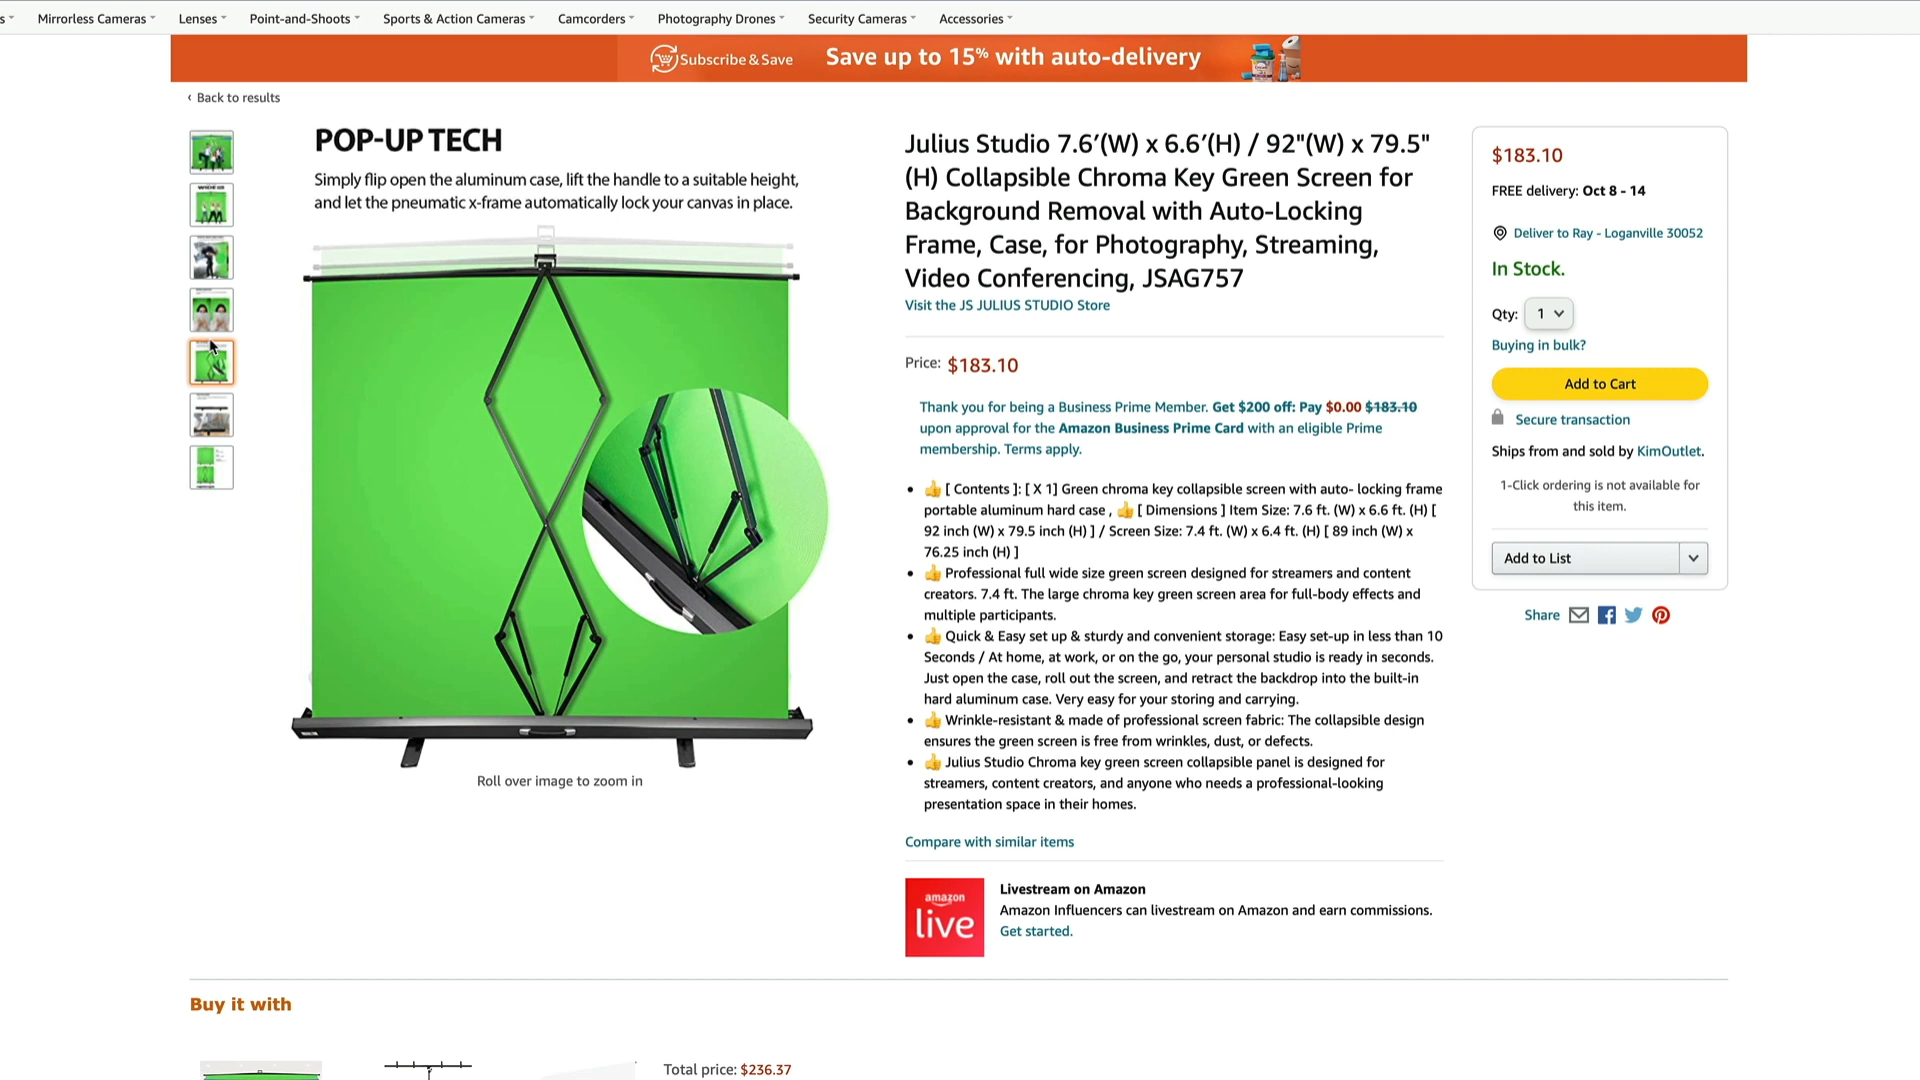 Mirrorless Cameras Lenses Point-and-Shoots Sports & Action Cameras Camcorders Photography Drones Security Cameras Accessories
Subscribe & Save Save up to 15% with auto-delivery
‹ Back to results
POP-UP TECH
Simply flip open the aluminum case, lift the handle to a suitable height,
and let the pneumatic x-frame automatically lock your canvas in place.
Roll over image to zoom in
Julius Studio 7.6′(W) x 6.6′(H) / 92"(W) x 79.5"
(H) Collapsible Chroma Key Green Screen for
Background Removal with Auto-Locking
Frame, Case, for Photography, Streaming,
Video Conferencing, JSAG757
Visit the JS JULIUS STUDIO Store
Price: $183.10
Thank you for being a Business Prime Member. Get $200 off: Pay $0.00 $183.10
upon approval for the Amazon Business Prime Card with an eligible Prime
membership. Terms apply.
• 👍 [ Contents ]: [ X 1] Green chroma key collapsible screen with auto- locking frame
portable aluminum hard case , 👍 [ Dimensions ] Item Size: 7.6 ft. (W) x 6.6 ft. (H) [
92 inch (W) x 79.5 inch (H) ] / Screen Size: 7.4 ft. (W) x 6.4 ft. (H) [ 89 inch (W) x
76.25 inch (H) ]
• 👍 Professional full wide size green screen designed for streamers and content
creators. 7.4 ft. The large chroma key green screen area for full-body effects and
multiple participants.
• 👍 Quick & Easy set up & sturdy and convenient storage: Easy set-up in less than 10
Seconds / At home, at work, or on the go, your personal studio is ready in seconds.
Just open the case, roll out the screen, and retract the backdrop into the built-in
hard aluminum case. Very easy for your storing and carrying.
• 👍 Wrinkle-resistant & made of professional screen fabric: The collapsible design
ensures the green screen is free from wrinkles, dust, or defects.
• 👍 Julius Studio Chroma key green screen collapsible panel is designed for
streamers, content creators, and anyone who needs a professional-looking
presentation space in their homes.
Compare with similar items
amazon
live
Livestream on Amazon
Amazon Influencers can livestream on Amazon and earn commissions.
Get started.
$183.10
FREE delivery: Oct 8 - 14
Deliver to Ray - Loganville 30052
In Stock.
Qty: 1
Buying in bulk?
Add to Cart
Secure transaction
Ships from and sold by KimOutlet.
1-Click ordering is not available for
this item.
Add to List
Share
Buy it with
Total price: $236.37